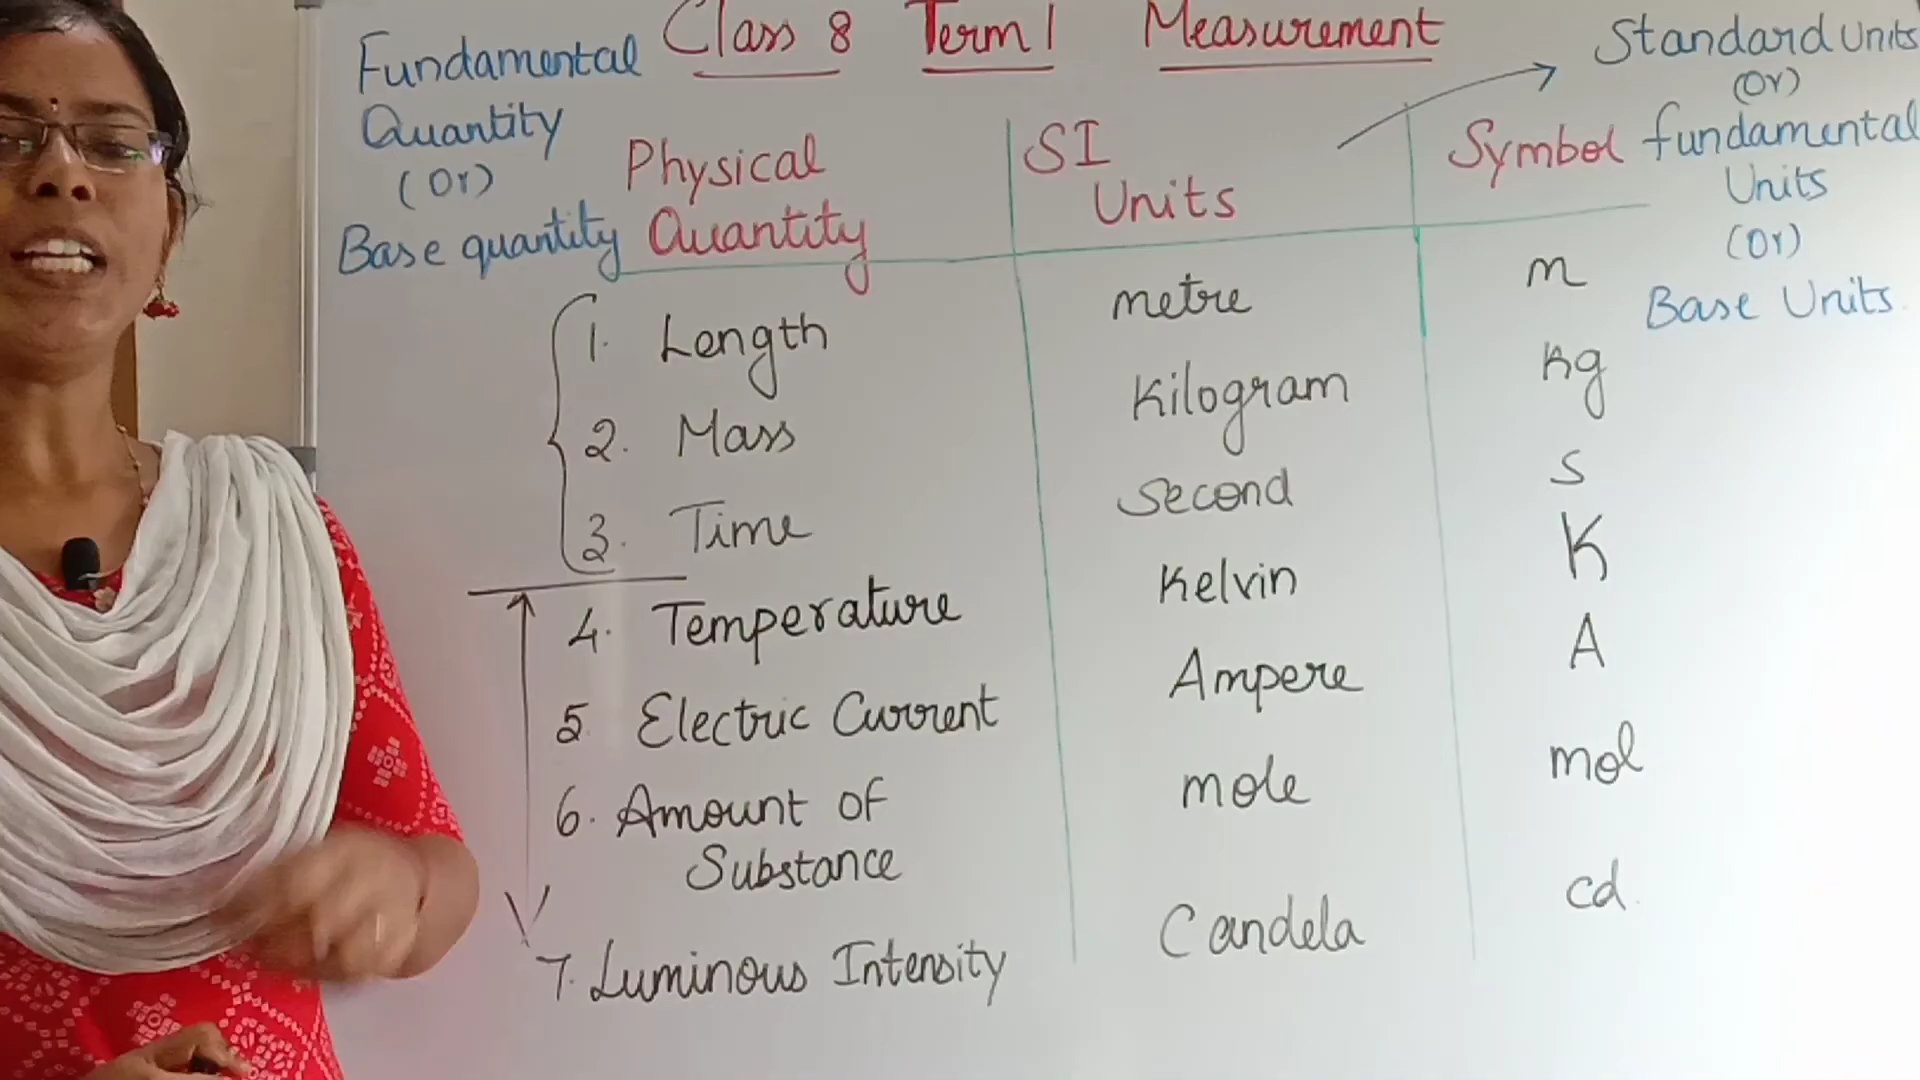 Class 8 Term 1 Measurement
Fundamental
Quantity
(Or)
Base quantity
Physical
Quantity
SI
Units
Symbol
Standard Units
(Or)
fundamental
Units
(Or)
Base Units.
1. Length metre m
2. Mass Kilogram kg
3. Time Second s
4. Temperature Kelvin K
5. Electric Current Ampere A
6. Amount of mole mol
Substance
7. Luminous Intensity Candela cd.